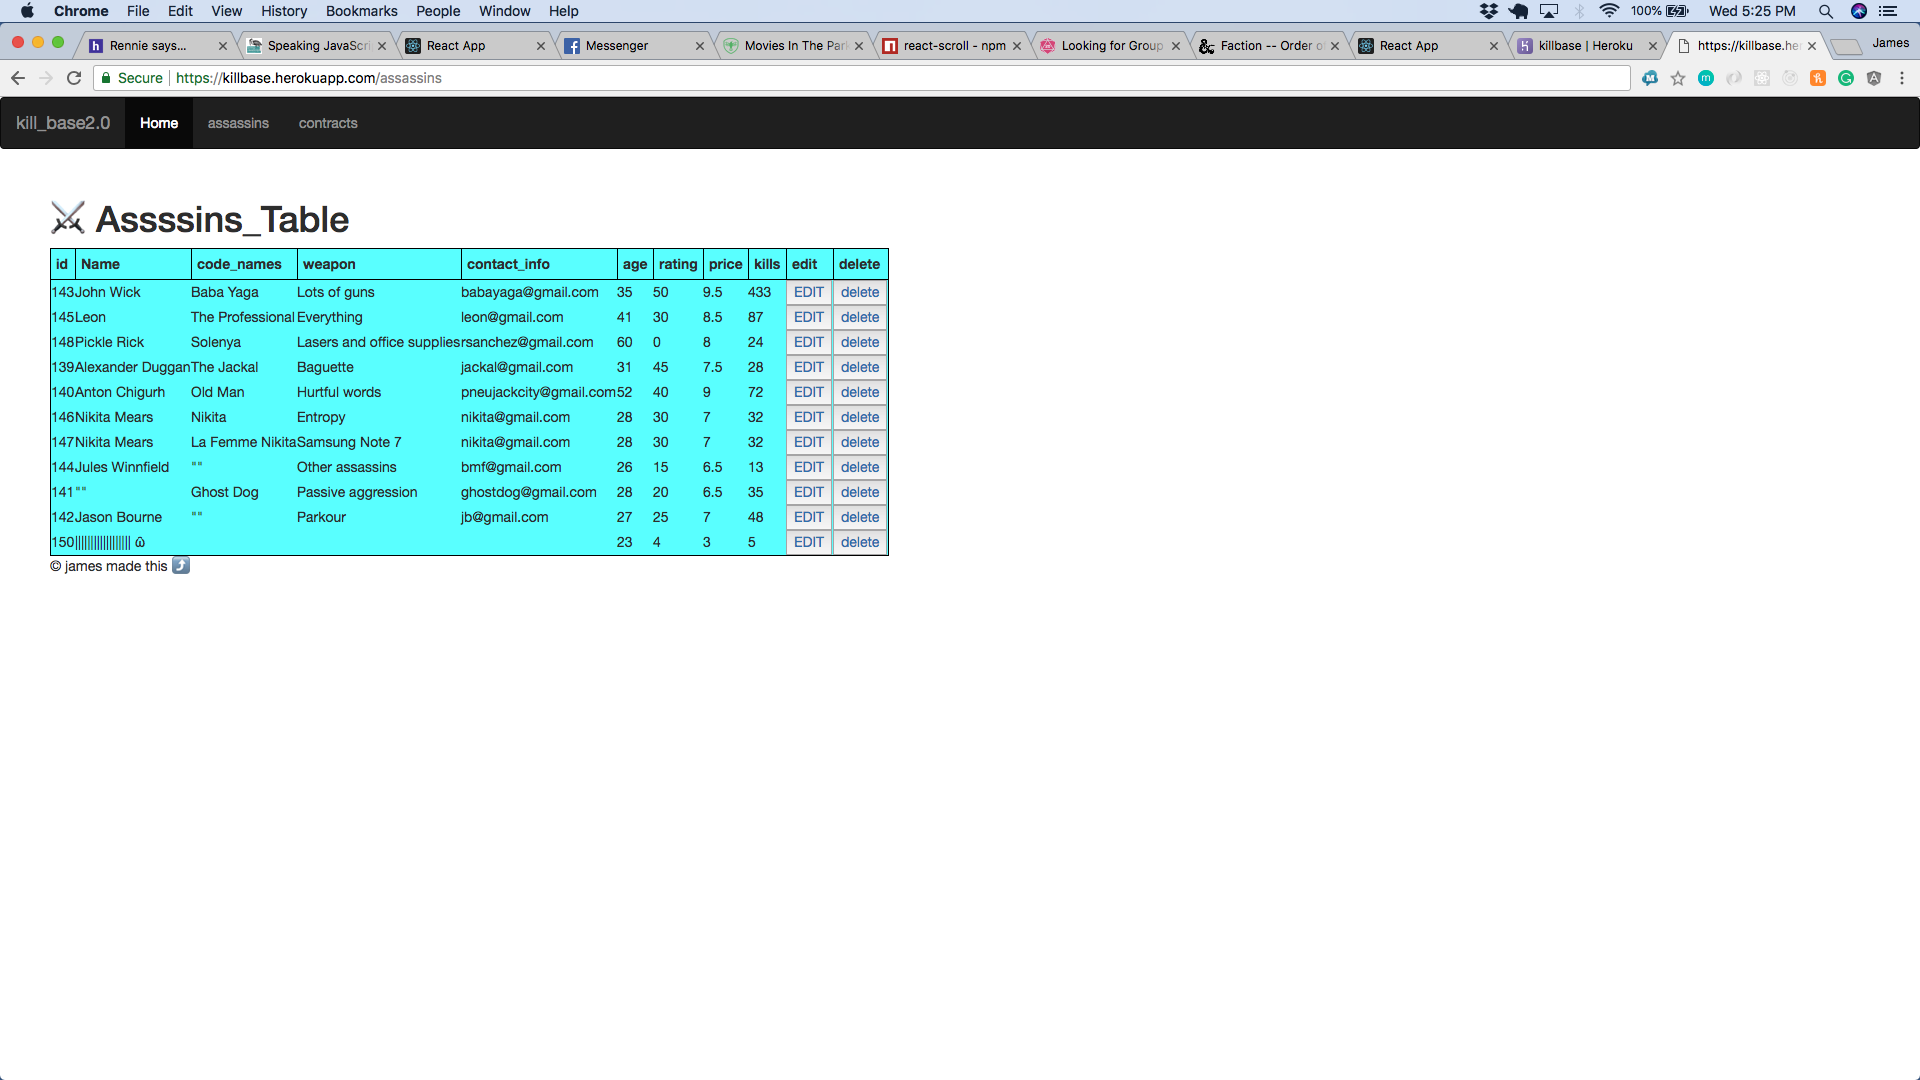 Chrome File Edit View History Bookmarks People Window Help 100% Wed 5:25 PM
Rennie says... Speaking JavaScri React App Messenger Movies In The Par react-scroll - npm Looking for Group Faction -- Order o React App killbase | Heroku https://killbase.he James
Secure https://killbase.herokuapp.com/assassins
kill_base2.0 Home assassins contracts
⚔ Assssins_Table
id Name code_names weapon contact_info age rating price kills edit delete
143 John Wick Baba Yaga Lots of guns babayaga@gmail.com 35 50 9.5 433 EDIT delete
145 Leon The Professional Everything leon@gmail.com 41 30 8.5 87 EDIT delete
148 Pickle Rick Solenya Lasers and office supplies rsanchez@gmail.com 60 0 8 24 EDIT delete
139 Alexander Duggan The Jackal Baguette jackal@gmail.com 31 45 7.5 28 EDIT delete
140 Anton Chigurh Old Man Hurtful words pneujackcity@gmail.com 52 40 9 72 EDIT delete
146 Nikita Mears Nikita Entropy nikita@gmail.com 28 30 7 32 EDIT delete
147 Nikita Mears La Femme Nikita Samsung Note 7 nikita@gmail.com 28 30 7 32 EDIT delete
144 Jules Winnfield "" Other assassins bmf@gmail.com 26 15 6.5 13 EDIT delete
141 "" Ghost Dog Passive aggression ghostdog@gmail.com 28 20 6.5 35 EDIT delete
142 Jason Bourne "" Parkour jb@gmail.com 27 25 7 48 EDIT delete
150 23 4 3 5 EDIT delete
© james made this ⤴